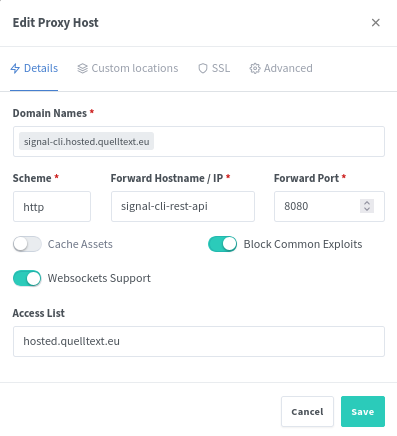 Edit Proxy Host
Details Custom locations SSL Advanced
Domain Names *
signal-cli.hosted.quelltext.eu
Scheme * Forward Hostname / IP * Forward Port *
http signal-cli-rest-api 8080
Cache Assets Block Common Exploits
Websockets Support
Access List
hosted.quelltext.eu
Cancel Save